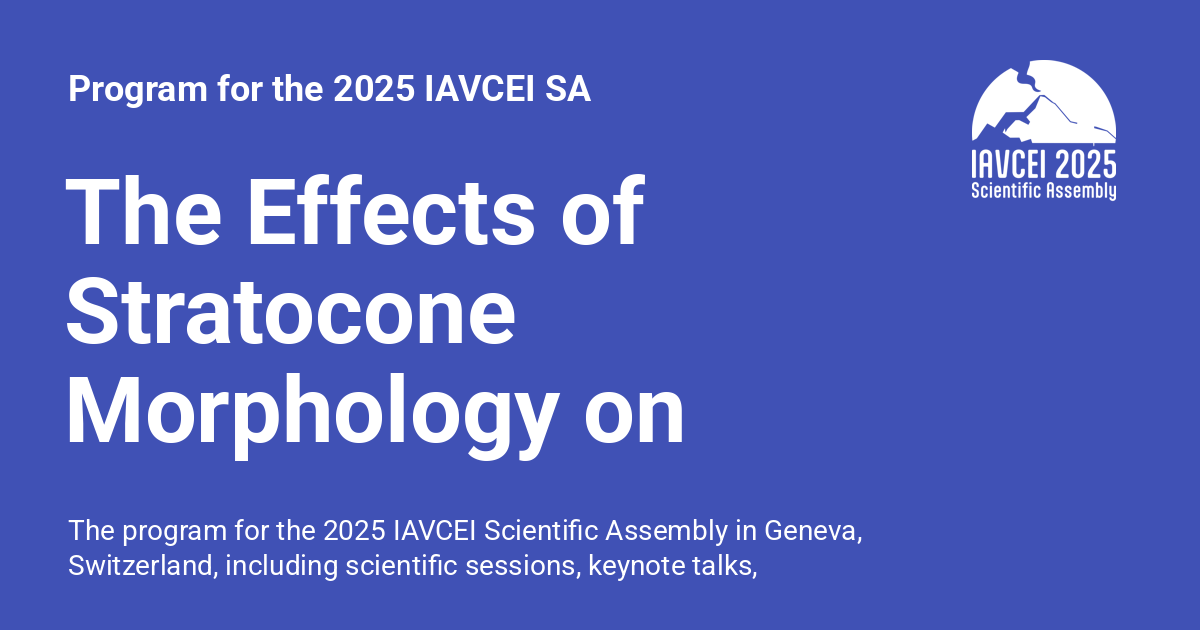 Program for the 2025 IAVCEI SA
IAVCEI 2025
Scientific Assembly
The Effects of
Stratocone
Morphology on
The program for the 2025 IAVCEI Scientific Assembly in Geneva,
Switzerland, including scientific sessions, keynote talks,